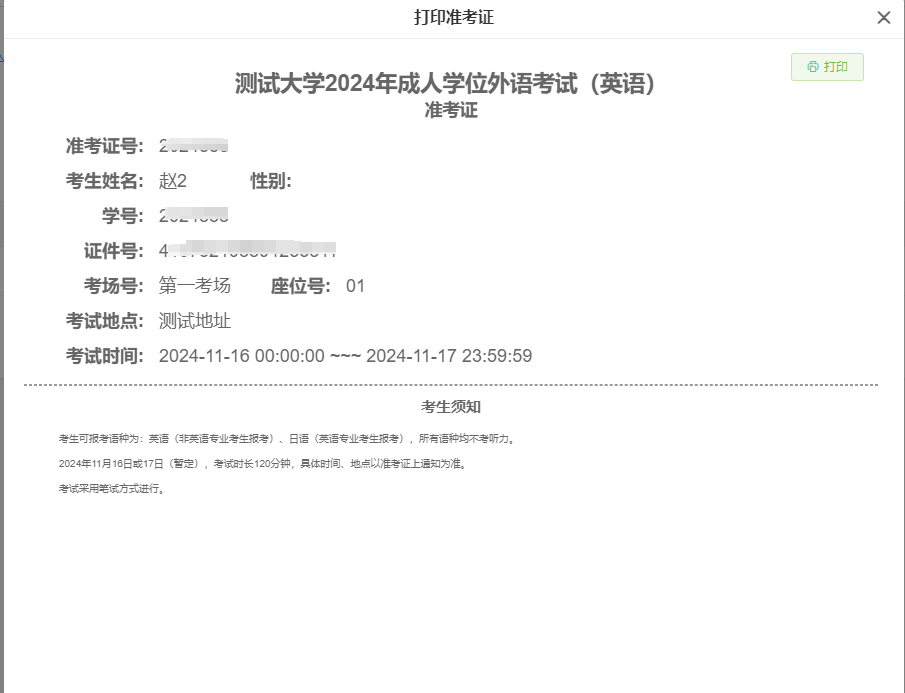 打印准考证
打印
测试大学2024年成人学位外语考试（英语）
准考证
准考证号:
考生姓名: 赵2 性别:
学号:
证件号:
考场号: 第一考场 座位号: 01
考试地点: 测试地址
考试时间: 2024-11-16 00:00:00 ~~~ 2024-11-17 23:59:59
考生须知
考生可报考语种为：英语（非英语专业考生报考）、日语（英语专业考生报考），所有语种均不考听力。
2024年11月16日或17日（暂定），考试时长120分钟，具体时间、地点以准考证上通知为准。
考试采用笔试方式进行。